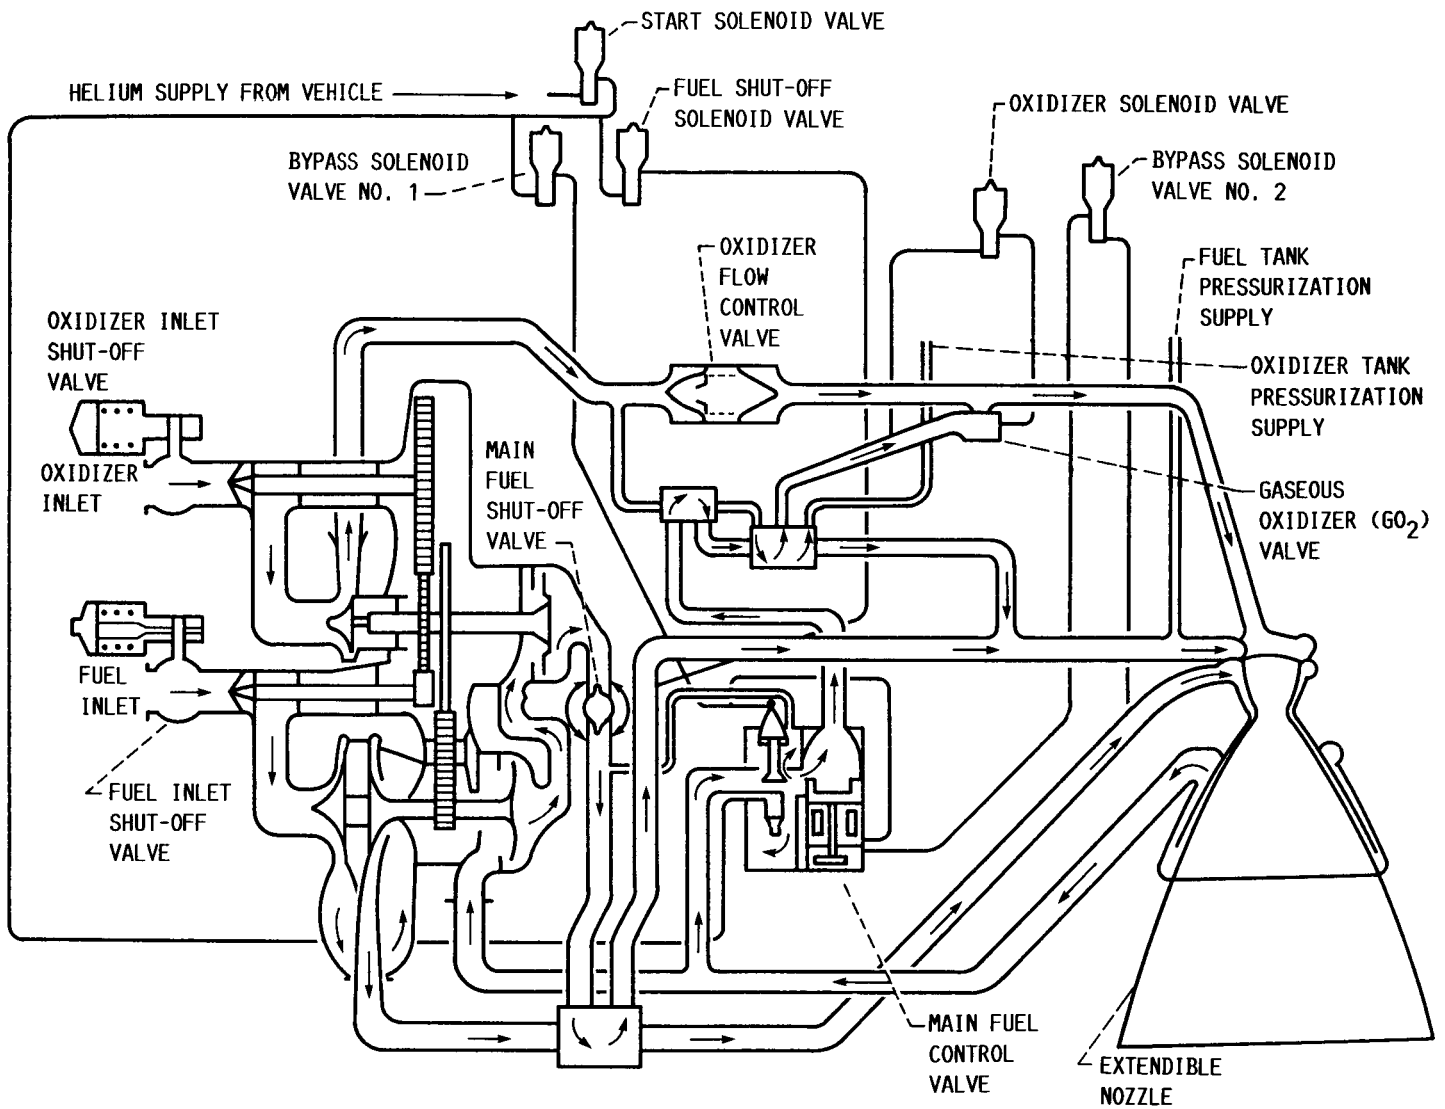 START SOLENOID VALVE
HELIUM SUPPLY FROM VEHICLE
FUEL SHUT-OFF
SOLENOID VALVE
OXIDIZER SOLENOID VALVE
BYPASS SOLENOID
VALVE NO. 1
BYPASS SOLENOID
VALVE NO. 2
OXIDIZER
FLOW
CONTROL
VALVE
FUEL TANK
PRESSURIZATION
SUPPLY
OXIDIZER INLET
SHUT-OFF
VALVE
OXIDIZER TANK
PRESSURIZATION
SUPPLY
MAIN
FUEL
SHUT-OFF
VALVE
OXIDIZER
INLET
GASEOUS
OXIDIZER (GO2)
VALVE
FUEL
INLET
FUEL INLET
SHUT-OFF
VALVE
MAIN FUEL
CONTROL
VALVE
EXTENDIBLE
NOZZLE